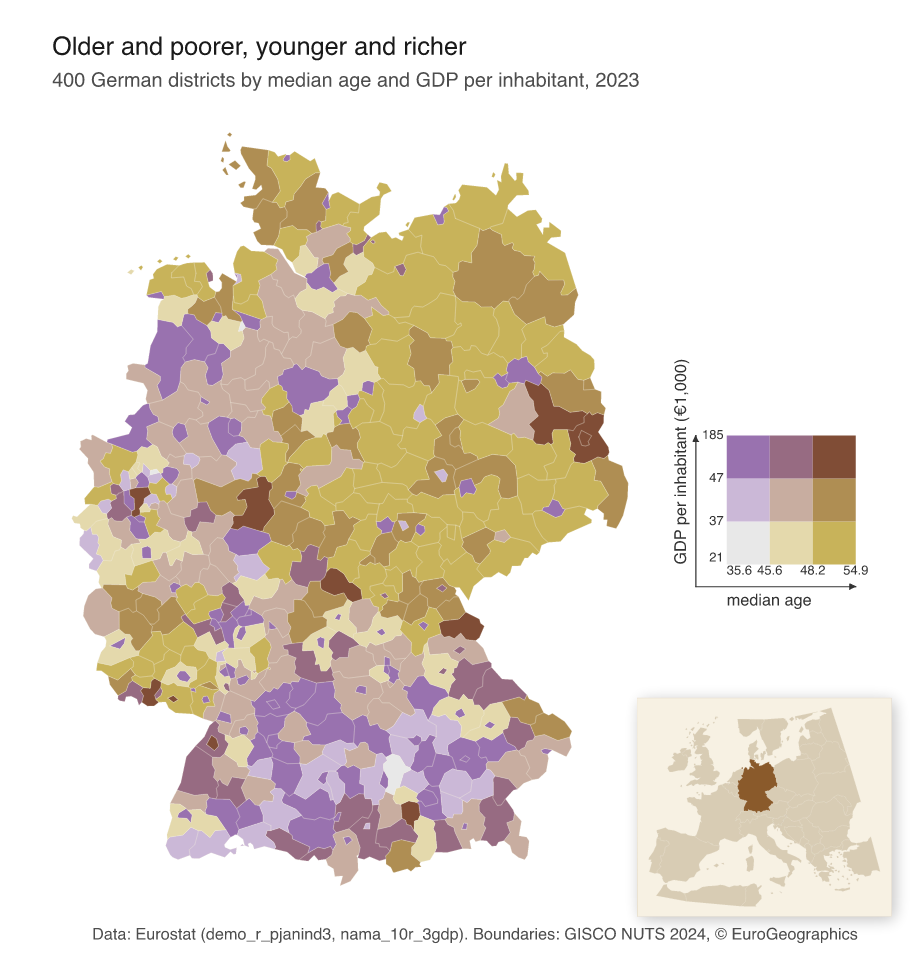 Older and poorer, younger and richer
400 German districts by median age and GDP per inhabitant, 2023
GDP per inhabitant (€1,000)
185
47
37
21
35.6 45.6 48.2 54.9
median age
Data: Eurostat (demo_r_pjanind3, nama_10r_3gdp). Boundaries: GISCO NUTS 2024, © EuroGeographics